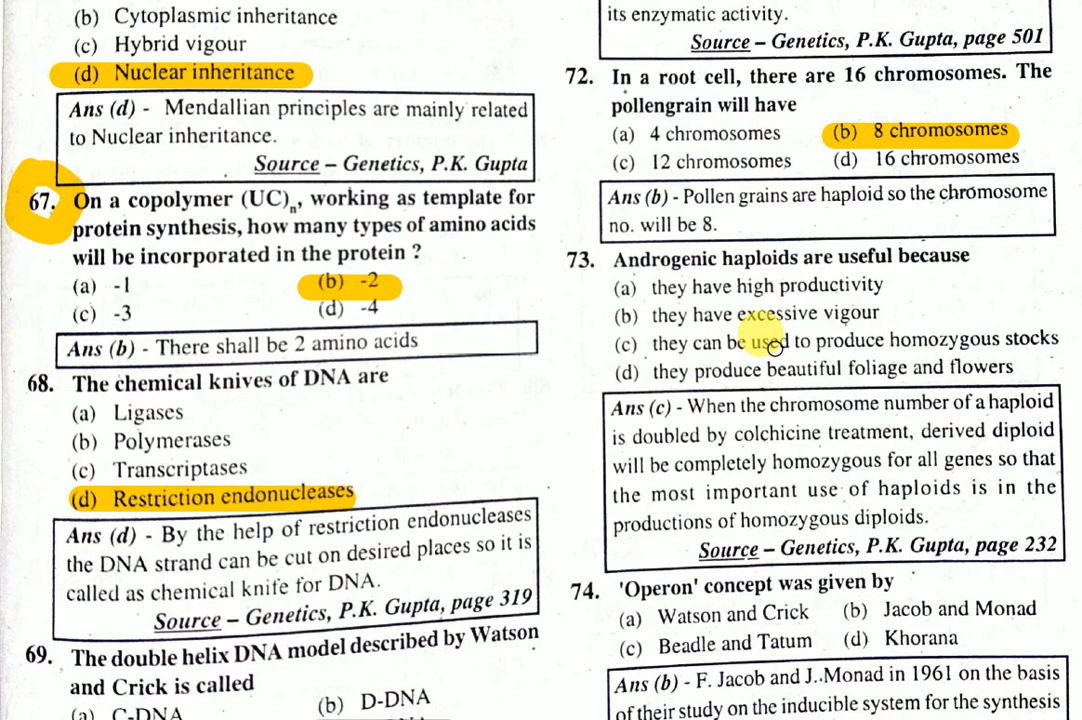 (b) Cytoplasmic inheritance
(c) Hybrid vigour
(d) Nuclear inheritance
Ans (d) - Mendallian principles are mainly related
to Nuclear inheritance.
Source – Genetics, P.K. Gupta
67. On a copolymer (UC)n, working as template for
protein synthesis, how many types of amino acids
will be incorporated in the protein ?
(a) -1 (b) -2
(c) -3 (d) -4
Ans (b) - There shall be 2 amino acids
68. The chemical knives of DNA are
(a) Ligases
(b) Polymerases
(c) Transcriptases
(d) Restriction endonucleases
Ans (d) - By the help of restriction endonucleases
the DNA strand can be cut on desired places so it is
called as chemical knife for DNA.
Source – Genetics, P.K. Gupta, page 319
69. The double helix DNA model described by Watson
and Crick is called
(a) C-DNA (b) D-DNA
its enzymatic activity.
Source – Genetics, P.K. Gupta, page 501
72. In a root cell, there are 16 chromosomes. The
pollengrain will have
(a) 4 chromosomes (b) 8 chromosomes
(c) 12 chromosomes (d) 16 chromosomes
Ans (b) - Pollen grains are haploid so the chromosome
no. will be 8.
73. Androgenic haploids are useful because
(a) they have high productivity
(b) they have excessive vigour
(c) they can be used to produce homozygous stocks
(d) they produce beautiful foliage and flowers
Ans (c) - When the chromosome number of a haploid
is doubled by colchicine treatment, derived diploid
will be completely homozygous for all genes so that
the most important use of haploids is in the
productions of homozygous diploids.
Source – Genetics, P.K. Gupta, page 232
74. 'Operon' concept was given by
(a) Watson and Crick (b) Jacob and Monad
(c) Beadle and Tatum (d) Khorana
Ans (b) - F. Jacob and J..Monad in 1961 on the basis
of their study on the inducible system for the synthesis